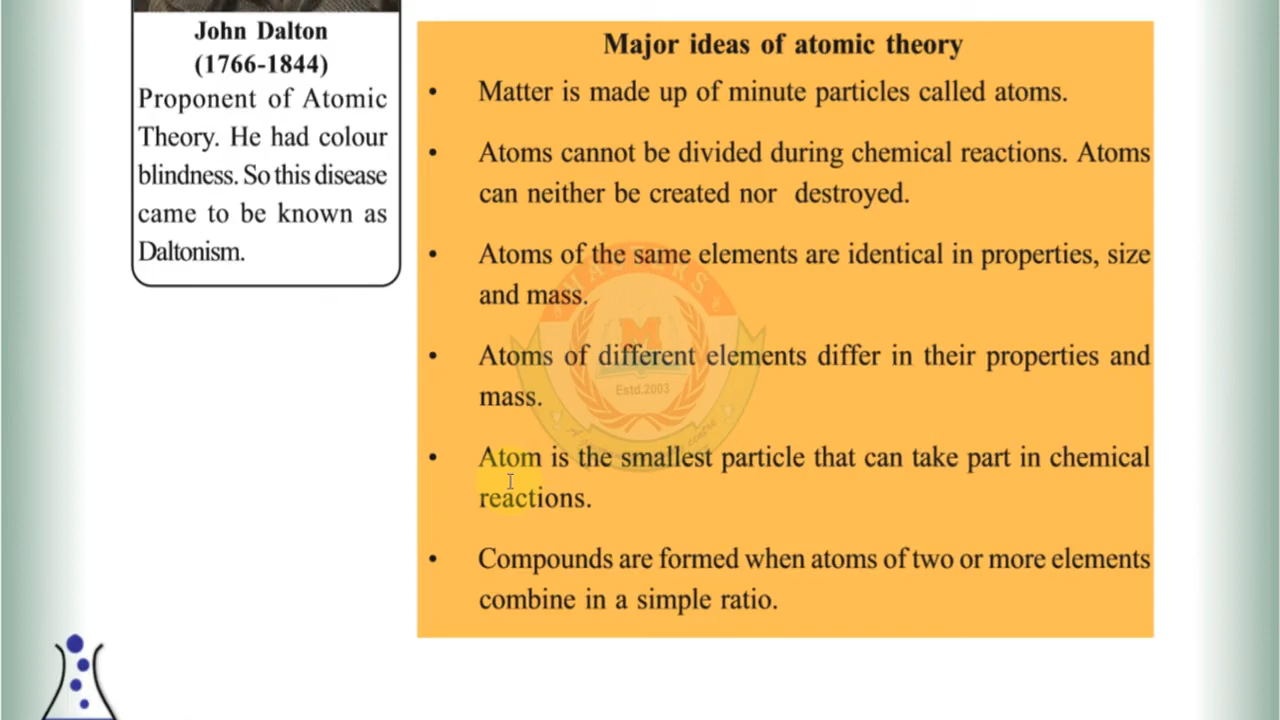 John Dalton
(1766-1844)
Proponent of Atomic
Theory. He had colour
blindness. So this disease
came to be known as
Daltonism.
Major ideas of atomic theory
• Matter is made up of minute particles called atoms.
• Atoms cannot be divided during chemical reactions. Atoms
can neither be created nor destroyed.
• Atoms of the same elements are identical in properties, size
and mass.
• Atoms of different elements differ in their properties and
mass.
• Atom is the smallest particle that can take part in chemical
reactions.
• Compounds are formed when atoms of two or more elements
combine in a simple ratio.
M
Estd.2003